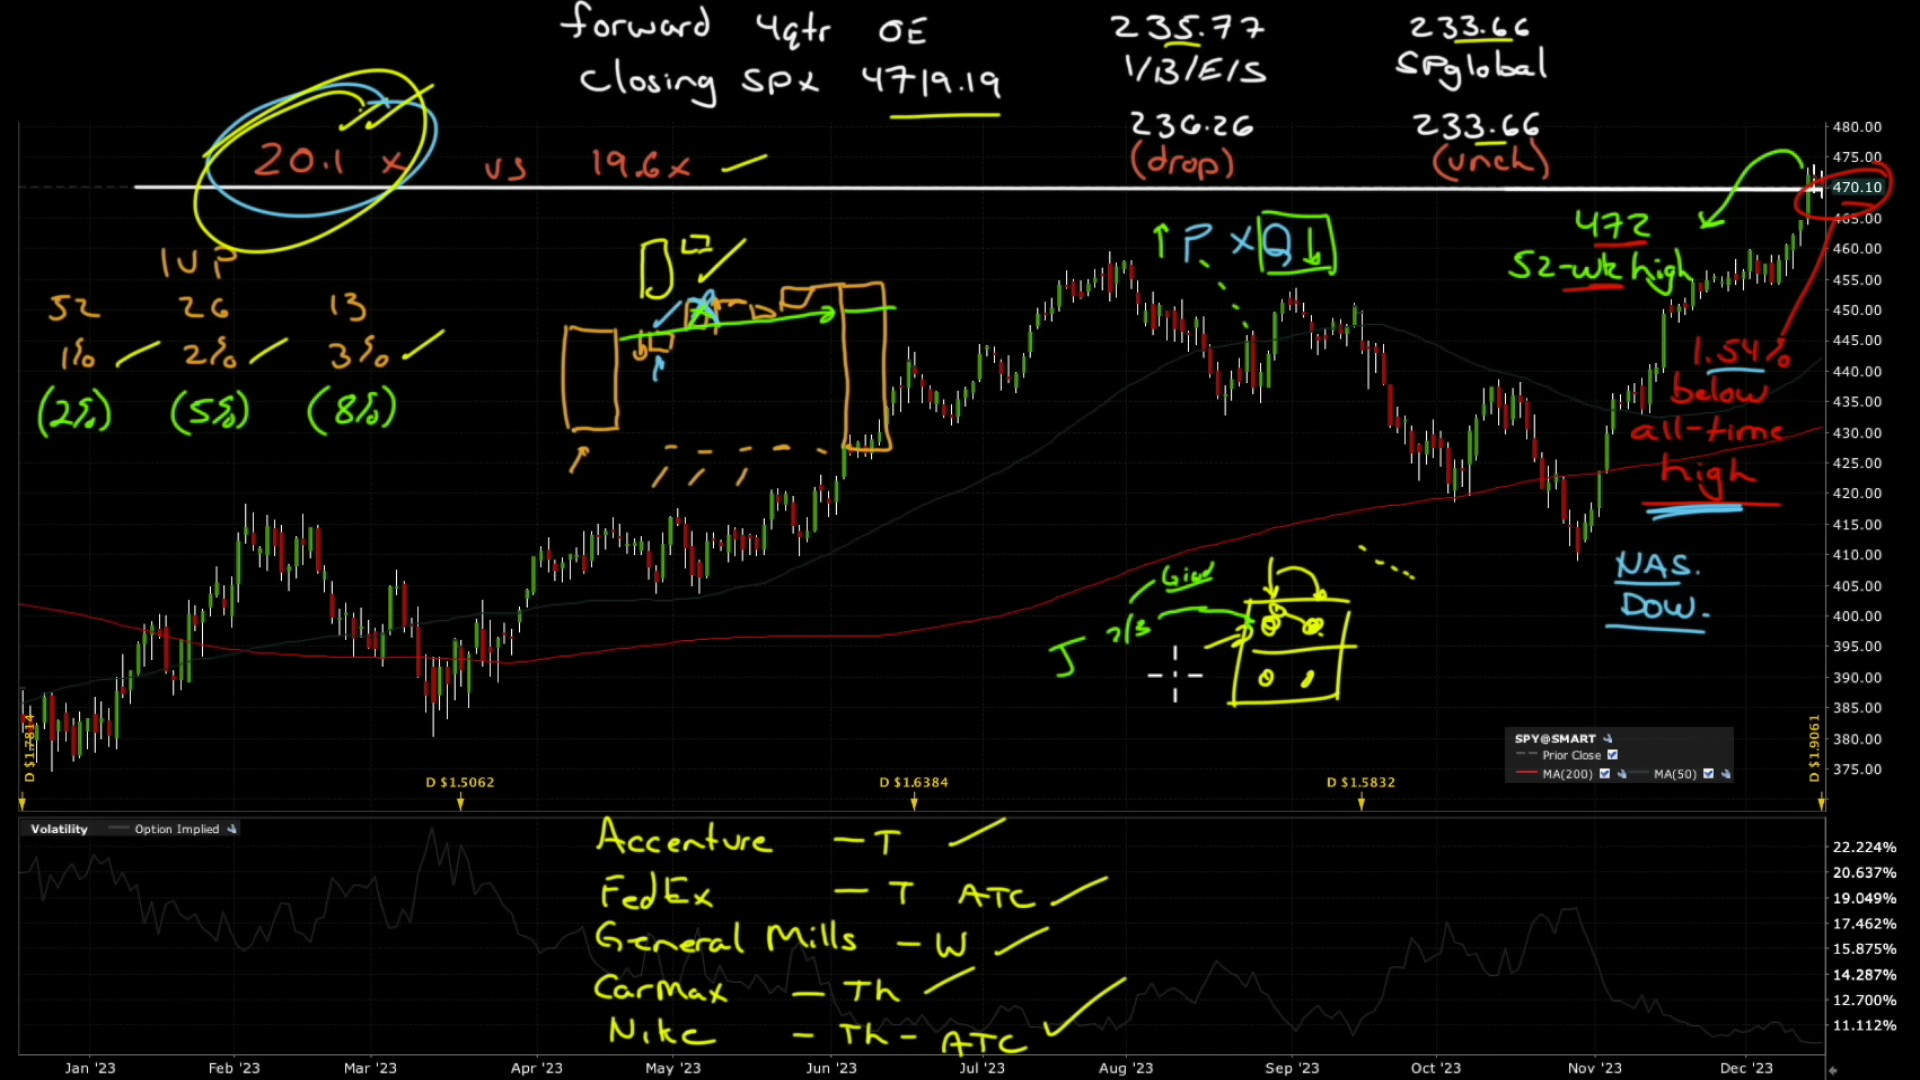 forward 4qtr OE 235.77 233.66
closing SPX 4719.19 I/B/E/S SPglobal
236.26 233.66
(drop) (unch)
20.1 x vs 19.6x
IVP
52 26 13
1% 2% 3%
(2%) (5%) (8%)
↑ P x Q ↓
472
52-wk high
1.54%
below
all-time
high
NAS.
DOW.
J 2/3
480.00
475.00
470.10
465.00
460.00
455.00
450.00
445.00
440.00
435.00
430.00
425.00
420.00
415.00
410.00
405.00
400.00
395.00
390.00
385.00
380.00
375.00
SPY@SMART
Prior Close
MA(200) MA(50)
D $1.7814
D $1.5062
D $1.6384
D $1.5832
D $1.9061
Volatility Option Implied
Accenture - T
FedEx - T ATC
General Mills - W
CarMax - Th
Nike - Th - ATC
22.224%
20.637%
19.049%
17.462%
15.875%
14.287%
12.700%
11.112%
Jan '23 Feb '23 Mar '23 Apr '23 May '23 Jun '23 Jul '23 Aug '23 Sep '23 Oct '23 Nov '23 Dec '23